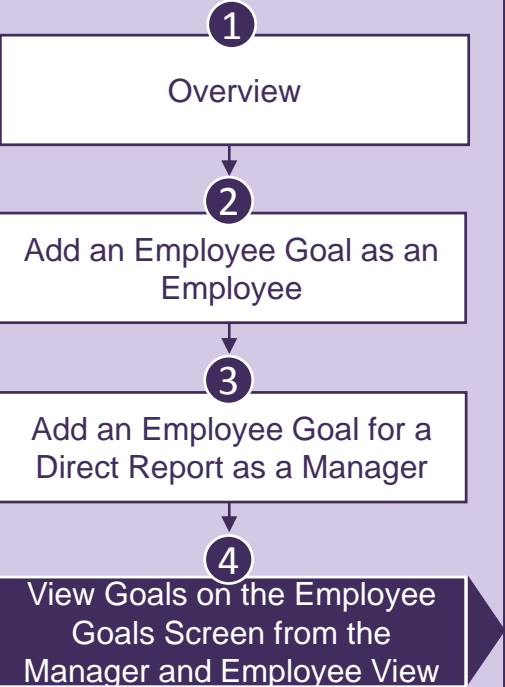 1
Overview
2
Add an Employee Goal as an
Employee
3
Add an Employee Goal for a
Direct Report as a Manager
4
View Goals on the Employee
Goals Screen from the
Manager and Employee View